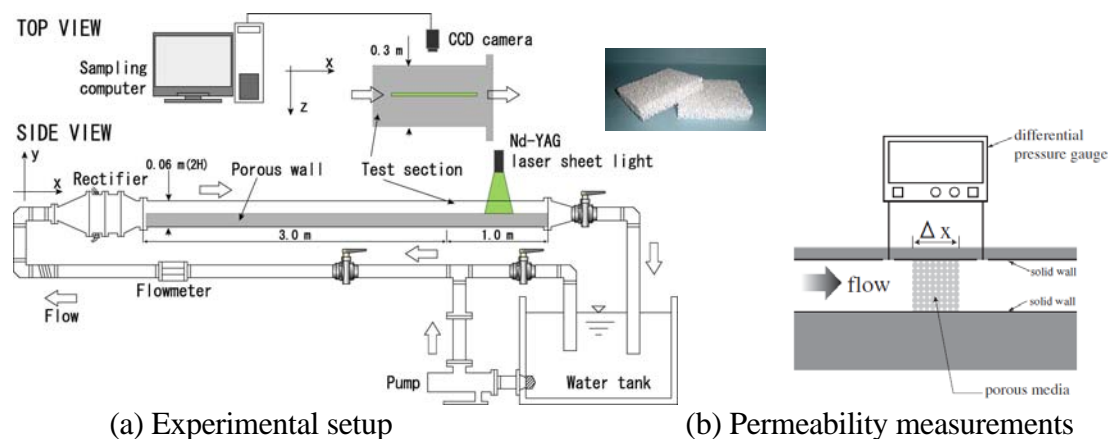 TOP VIEW
Sampling
computer
x
z
0.3 m
CCD camera
SIDE VIEW
y
x
Rectifier
0.06 m(2H)
Porous wall
Test section
Nd-YAG
laser sheet light
3.0 m
1.0 m
Flowmeter
Flow
Pump
Water tank
(a) Experimental setup
differential
pressure gauge
Δ x
solid wall
flow
solid wall
porous media
(b) Permeability measurements